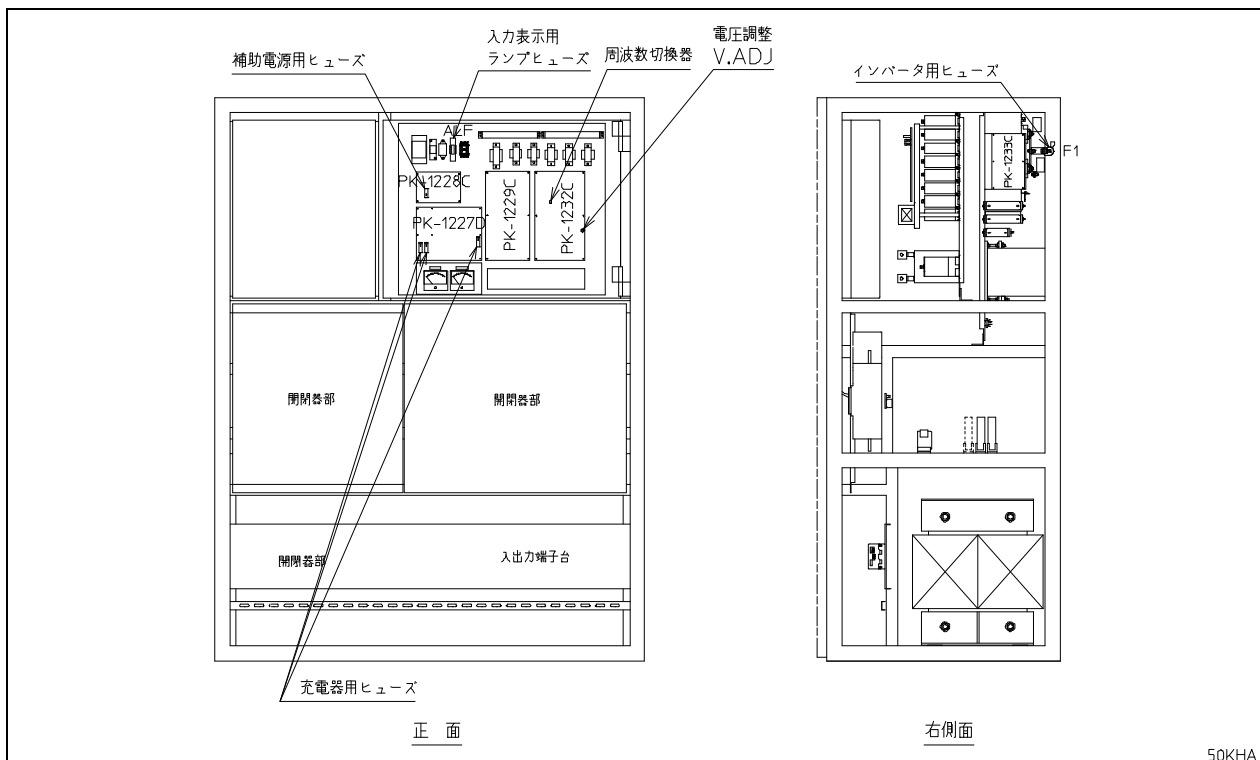 補助電源用ヒューズ
入力表示用
ランプヒューズ
周波数切換器
電圧調整
V.ADJ
インバータ用ヒューズ
ALF
PK-1228C
PK-1227D
PK-1229C
PK-1232C
PK-1233C
F1
開閉器部
開閉器部
開閉器部
入出力端子台
充電器用ヒューズ
正 面
右側面
50KHA